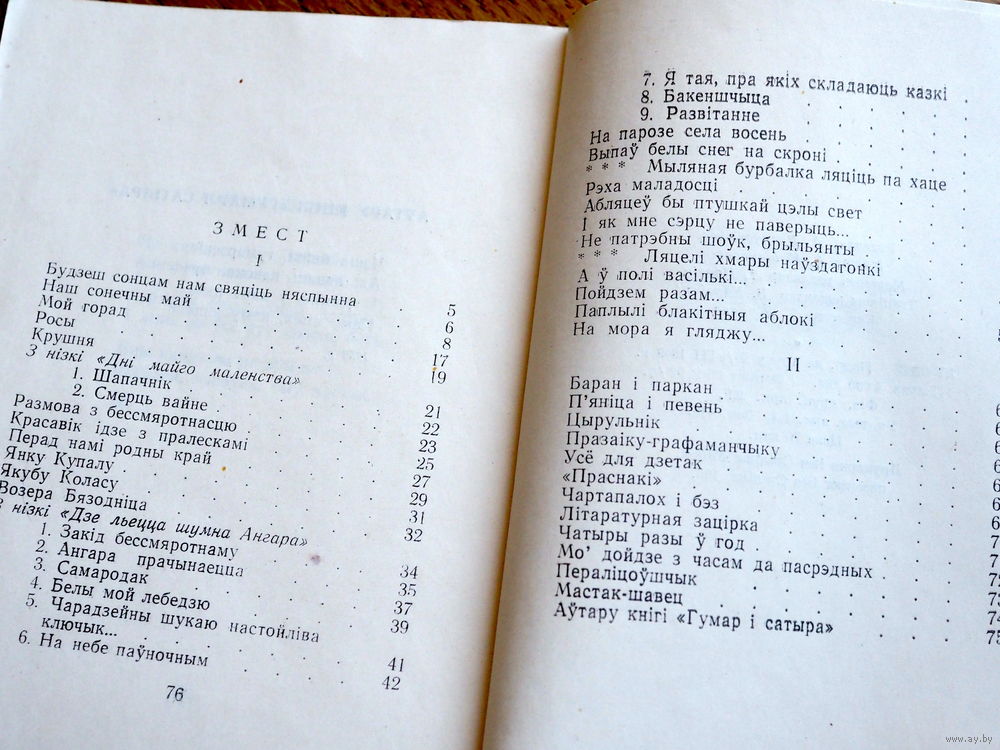 ЗМЕСТ
I
Будзеш сонцам нам свяціць няспынна . . . 5
Наш сонечны май . . . 6
Мой горад . . . 8
Росы . . . 17
Крушня . . . 19
З нізкі «Дні майго маленства»
1. Шапачнік . . . 21
2. Смерць вайне . . . 22
Размова з бессмяротнасцю . . . 23
Красавік ідзе з пралескамі . . . 25
Перад намі родны край . . . 27
Янку Купалу . . . 29
Якубу Коласу . . . 31
Возера Бяздоніца . . . 32
З нізкі «Дзе льецца шумна Ангара»
1. Закід бессмяротнаму . . . 34
2. Ангара прачынаецца . . . 35
3. Самародак . . . 37
4. Белы мой лебедзю . . . 39
5. Чарадзейны шукаю настойліва
ключык... . . . 41
6. На небе паўночным . . . 42
76
7. Я тая, пра якіх складаюць казкі .
8. Бакеншчыца . . .
9. Развітанне . . .
На парозе села восень . . .
Выпаў белы снег на скроні . . .
* * * Мыляная бурбалка ляціць па хаце
Рэха маладосці . . .
Абляцеў бы птушкай цэлы свет
І як мне сэрцу не паверыць... . . .
Не патрэбны шоўк, брыльянты . . .
* * * Ляцелі хмары наўздагонкі
А ў полі васількі... . . .
Пойдзем разам... . . .
Паплылі блакітныя аблокі . . .
На мора я гляджу... . . .
II
Баран і паркан . . .
П'яніца і певень . . .
Цырульнік . . .
Празаіку-графаманчыку . . .
Усё для дзетак . . .
«Праснакі» . . .
Чартапалох і бэз . . .
Літаратурная зацірка . . .
Чатыры разы ў год . . .
Мо' дойдзе з часам да пасрэдных . . .
Пераліцоўшчык . . .
Мастак-шавец . . . 74
Аўтару кнігі «Гумар і сатыра» . . . 75
www.ay.by